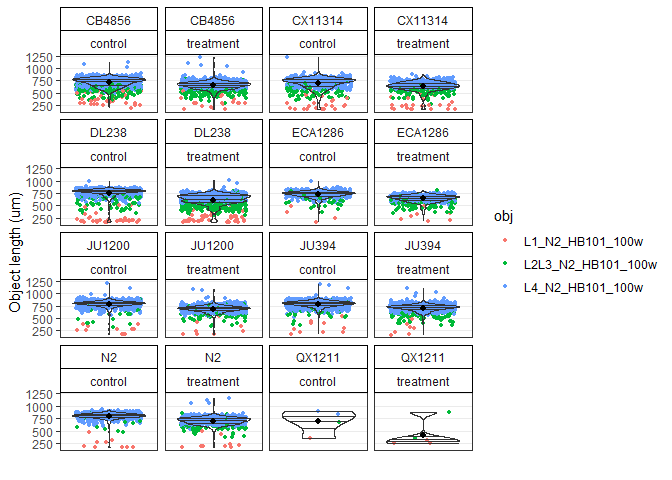 CB4856 CB4856 CX11314 CX11314
control treatment control treatment
1250
1000
750
500
250
DL238 DL238 ECA1286 ECA1286
control treatment control treatment
1250
1000
750
500
250
JU1200 JU1200 JU394 JU394
control treatment control treatment
1250
1000
750
500
250
N2 N2 QX1211 QX1211
control treatment control treatment
1250
1000
750
500
250
Object length (um)
obj
L1_N2_HB101_100w
L2L3_N2_HB101_100w
L4_N2_HB101_100w